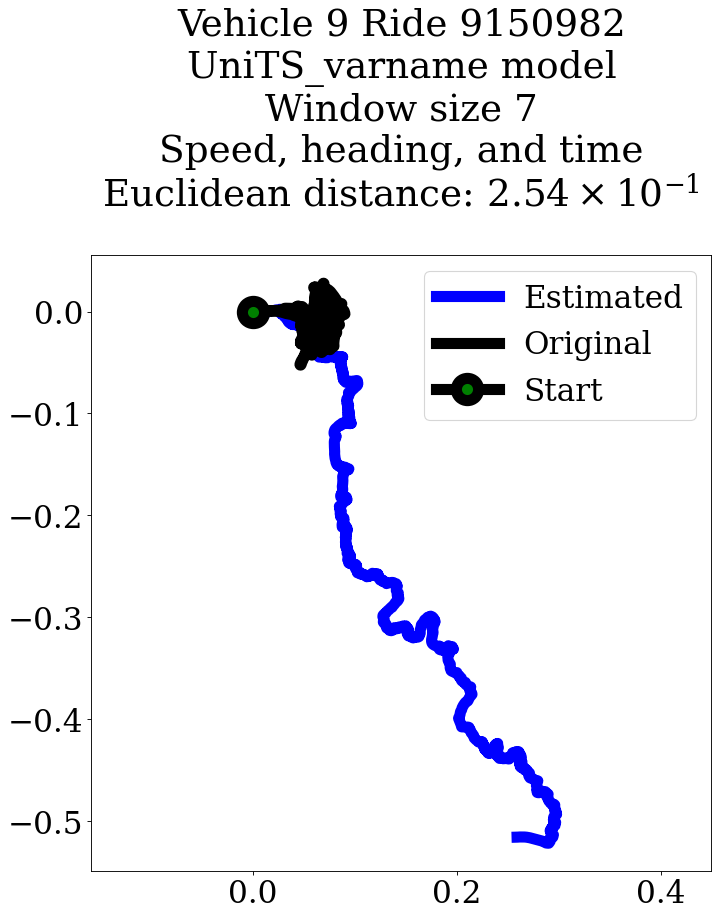 Vehicle 9 Ride 9150982
UniTS_varname model
Window size 7
Speed, heading, and time
Euclidean distance: 2.54 × 10⁻¹
Estimated
Original
Start
0.0
−0.1
−0.2
−0.3
−0.4
−0.5
0.0 0.2 0.4